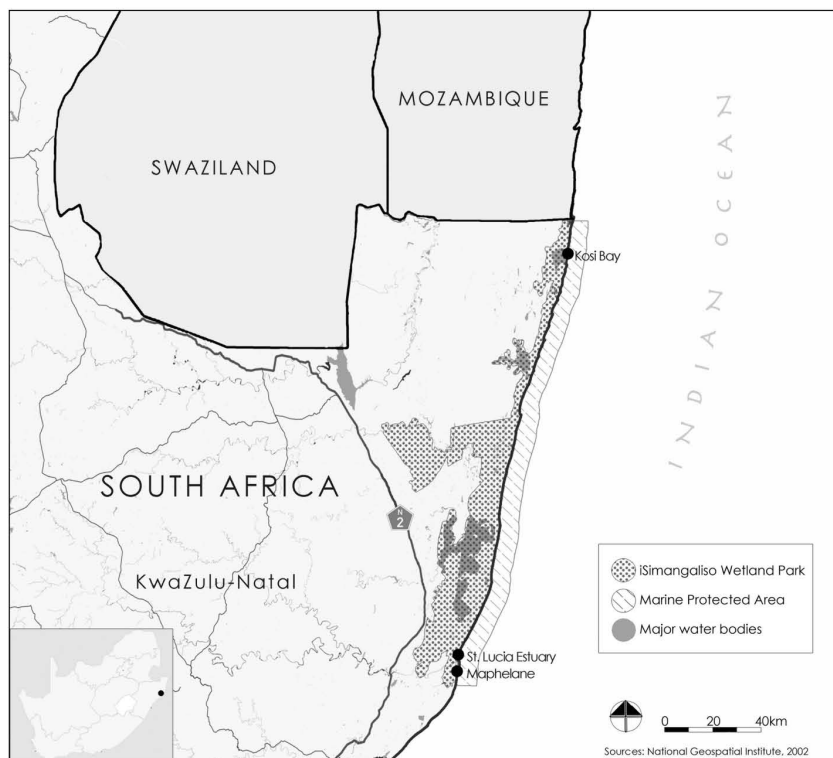 MOZAMBIQUE
SWAZILAND
INDIAN OCEAN
Kosi Bay
SOUTH AFRICA
N
2
KwaZulu-Natal
iSimangaliso Wetland Park
Marine Protected Area
Major water bodies
St. Lucia Estuary
Maphelane
0 20 40km
Sources: National Geospatial Institute, 2002